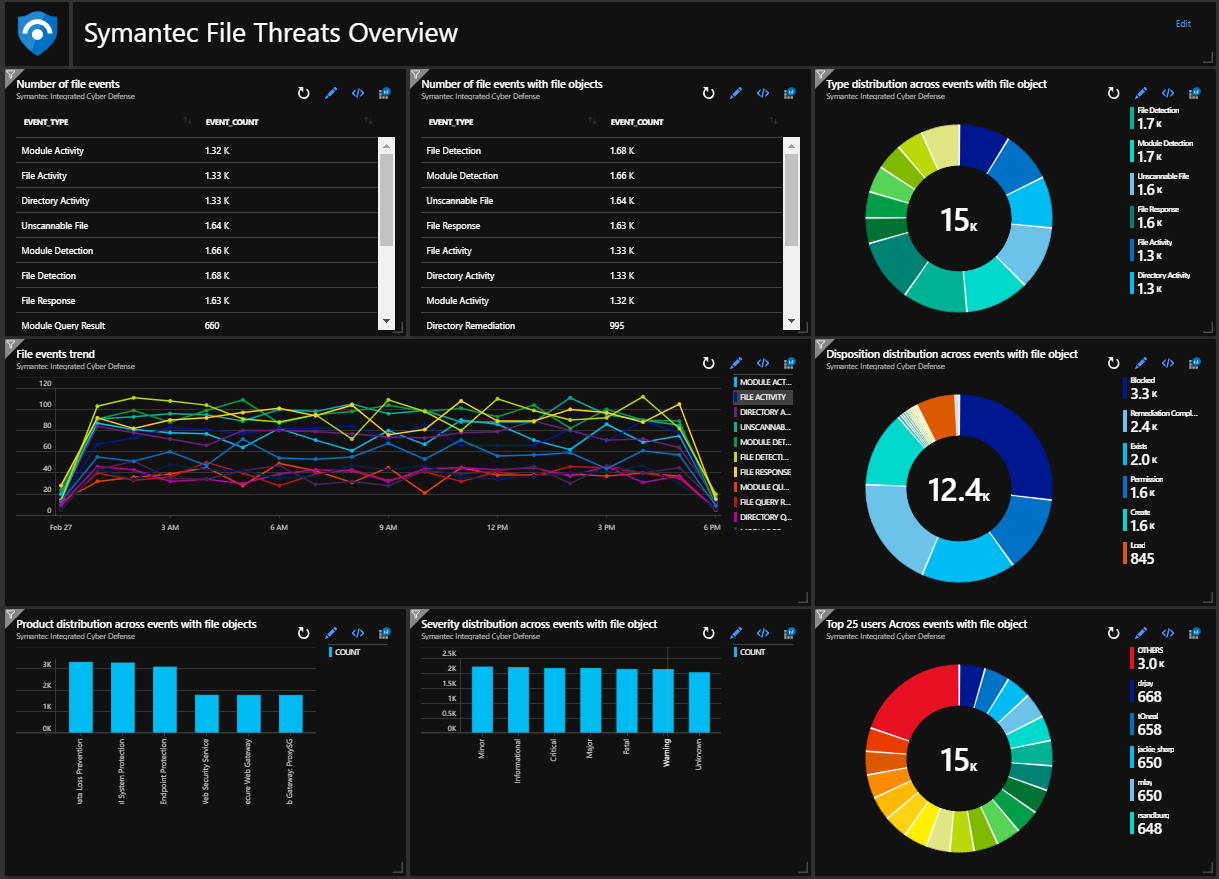 Symantec File Threats Overview
Edit
Number of file events
Symantec Integrated Cyber Defense
EVENT_TYPE EVENT_COUNT
Module Activity 1.32 K
File Activity 1.33 K
Directory Activity 1.33 K
Unscannable File 1.64 K
Module Detection 1.66 K
File Detection 1.68 K
File Response 1.63 K
Module Query Result 660
Number of file events with file objects
Symantec Integrated Cyber Defense
EVENT_TYPE EVENT_COUNT
File Detection 1.68 K
Module Detection 1.66 K
Unscannable File 1.64 K
File Response 1.63 K
File Activity 1.33 K
Directory Activity 1.33 K
Module Activity 1.32 K
Directory Remediation 995
Type distribution across events with file object
Symantec Integrated Cyber Defense
15K
File Detection
1.7 K
Module Detection
1.7 K
Unscannable File
1.6 K
File Response
1.6 K
File Activity
1.3 K
Directory Activity
1.3 K
File events trend
Symantec Integrated Cyber Defense
120
100
80
60
40
20
0
Feb 27 3 AM 6 AM 9 AM 12 PM 3 PM 6 PM
MODULE ACT...
FILE ACTIVITY
DIRECTORY A...
UNSCANNAB...
MODULE DET...
FILE DETECTI...
FILE RESPONSE
MODULE QU...
FILE QUERY R...
DIRECTORY Q...
Disposition distribution across events with file object
Symantec Integrated Cyber Defense
12.4K
Blocked
3.3 K
Remediation Compl...
2.4 K
Exists
2.0 K
Permission
1.6 K
Create
1.6 K
Load
845
Product distribution across events with file objects
Symantec Integrated Cyber Defense
COUNT
3K
2K
1K
0K
ata Loss Prevention
l System Protection
Endpoint Protection
Web Security Service
ecure Web Gateway
b Gateway: ProxySG
Severity distribution across events with file object
Symantec Integrated Cyber Defense
COUNT
2.5K
2K
1.5K
1K
0.5K
0K
Minor
Informational
Critical
Major
Fatal
Warning
Unknown
Top 25 users Across events with file object
Symantec Integrated Cyber Defense
15K
OTHERS
3.0 K
drjay
668
tOneal
658
jackie_sharp
650
mlay
650
rsandburg
648